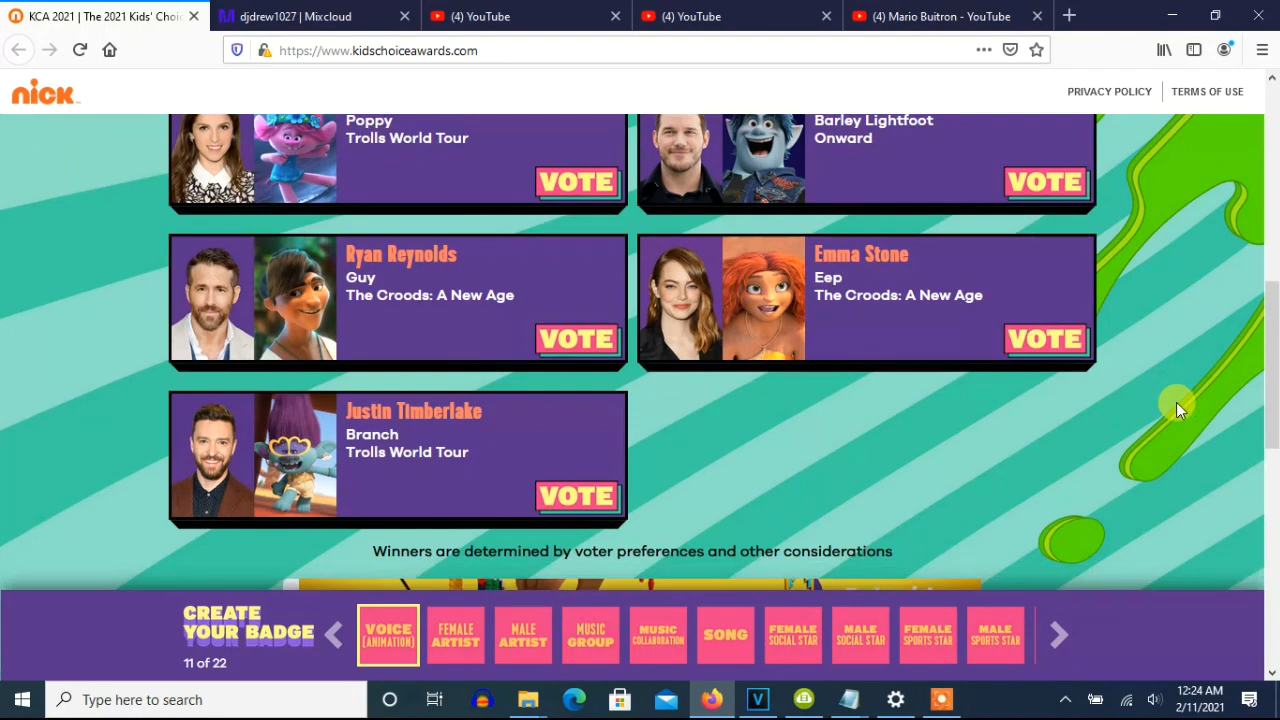 KCA 2021 | The 2021 Kids' Choic
djdrew1027 | Mixcloud
(4) YouTube
(4) YouTube
(4) Mario Buitron - YouTube
https://www.kidschoiceawards.com
nick
PRIVACY POLICY
TERMS OF USE
Poppy
Trolls World Tour
VOTE
Barley Lightfoot
Onward
VOTE
Ryan Reynolds
Guy
The Croods: A New Age
VOTE
Emma Stone
Eep
The Croods: A New Age
VOTE
Justin Timberlake
Branch
Trolls World Tour
VOTE
Winners are determined by voter preferences and other considerations
CREATE
YOUR BADGE
11 of 22
VOICE
(ANIMATION)
FEMALE
ARTIST
MALE
ARTIST
MUSIC
GROUP
MUSIC
COLLABORATION
SONG
FEMALE
SOCIAL STAR
MALE
SOCIAL STAR
FEMALE
SPORTS STAR
MALE
SPORTS STAR
Type here to search
12:24 AM
2/11/2021